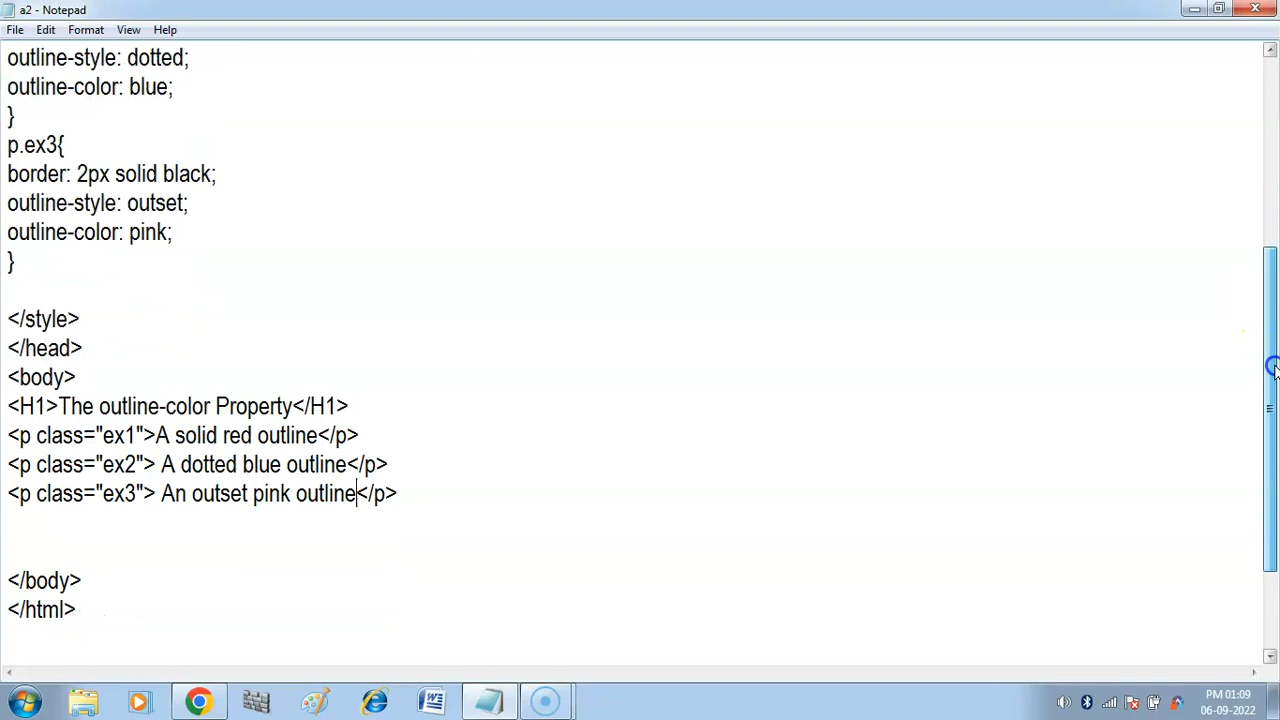 a2 - Notepad
File Edit Format View Help
outline-style: dotted;
outline-color: blue;
}
p.ex3{
border: 2px solid black;
outline-style: outset;
outline-color: pink;
}
</style>
</head>
<body>
<H1>The outline-color Property</H1>
<p class="ex1">A solid red outline</p>
<p class="ex2"> A dotted blue outline</p>
<p class="ex3"> An outset pink outline</p>
</body>
</html>
PM 01:09
06-09-2022